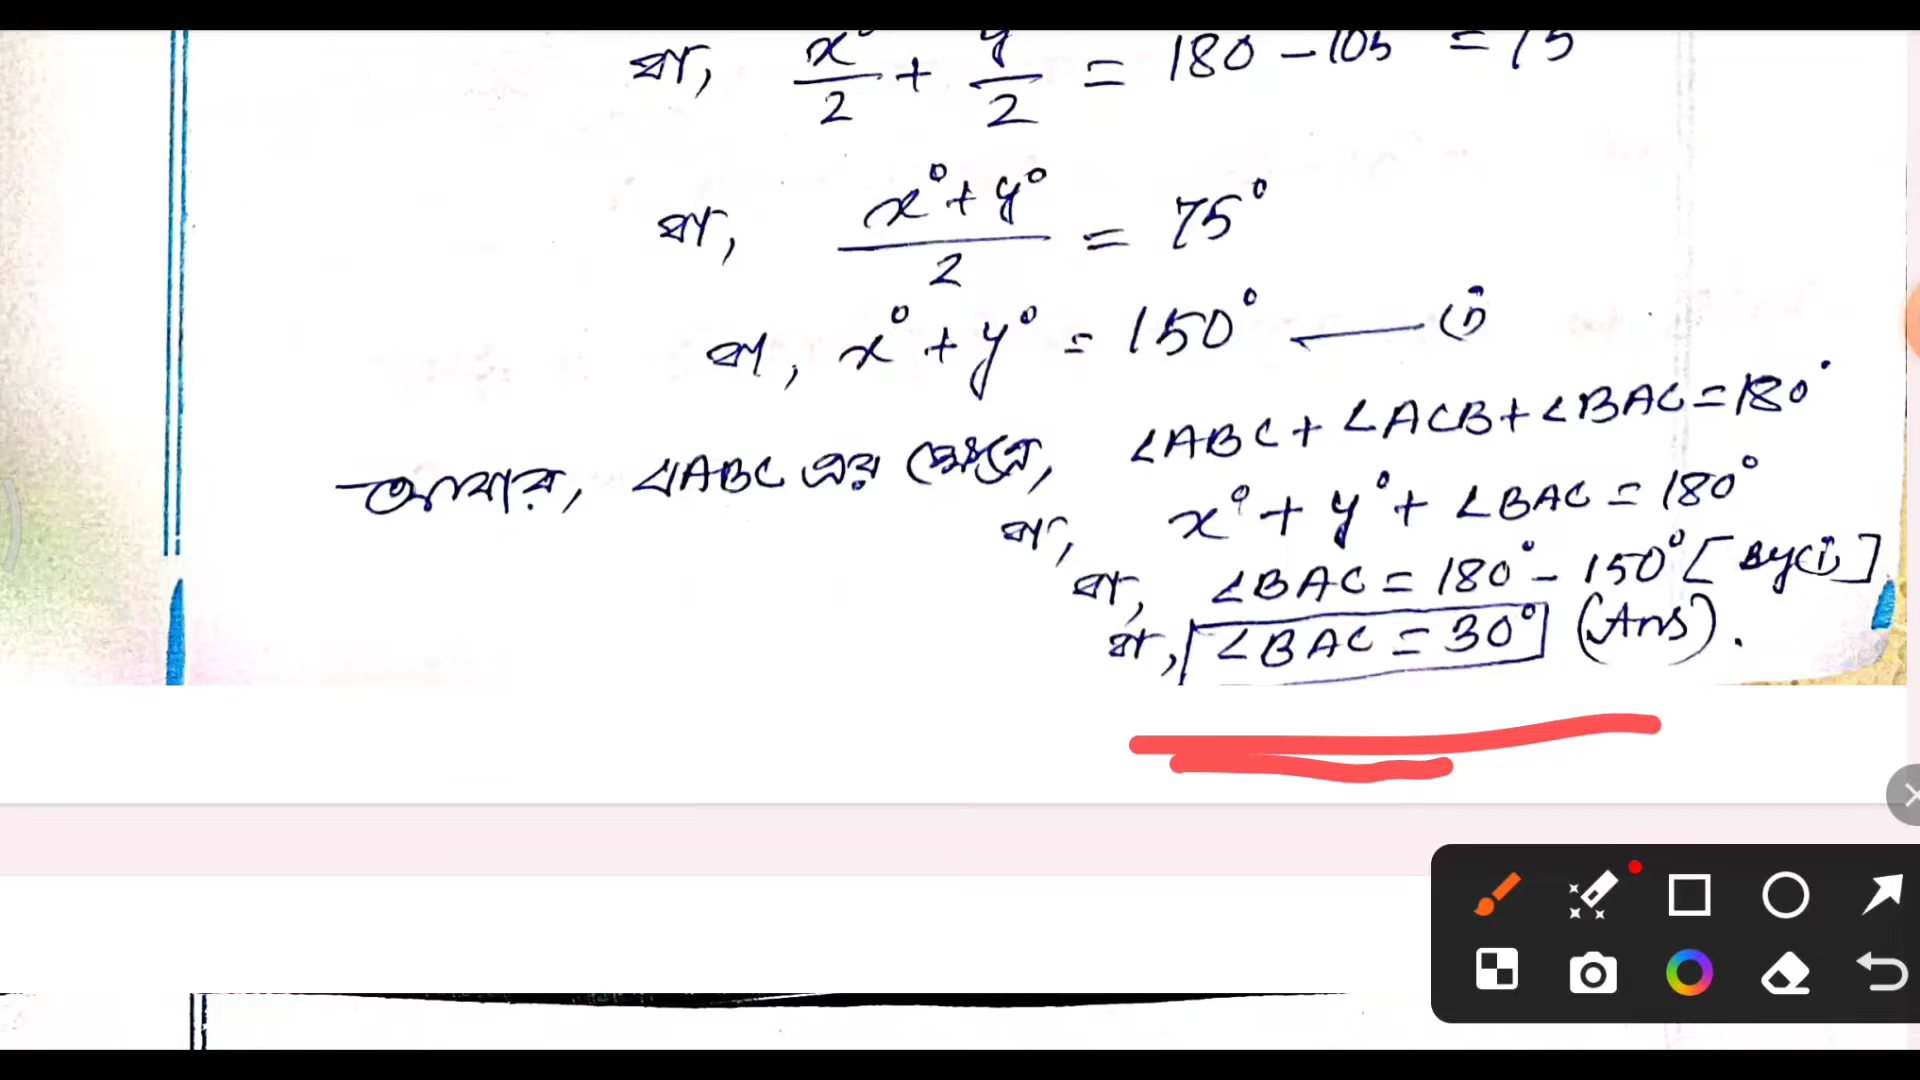 বা, x°/2 + y/2 = 180 - 105 = 75
বা, (x° + y°)/2 = 75°
বা, x° + y° = 150° —— (i)
আবার, △ABC এর ক্ষেত্রে, ∠ABC + ∠ACB + ∠BAC = 180°
বা, x° + y° + ∠BAC = 180°
বা, ∠BAC = 180° - 150° [By (i)]
বা, ∠BAC = 30° (Ans).